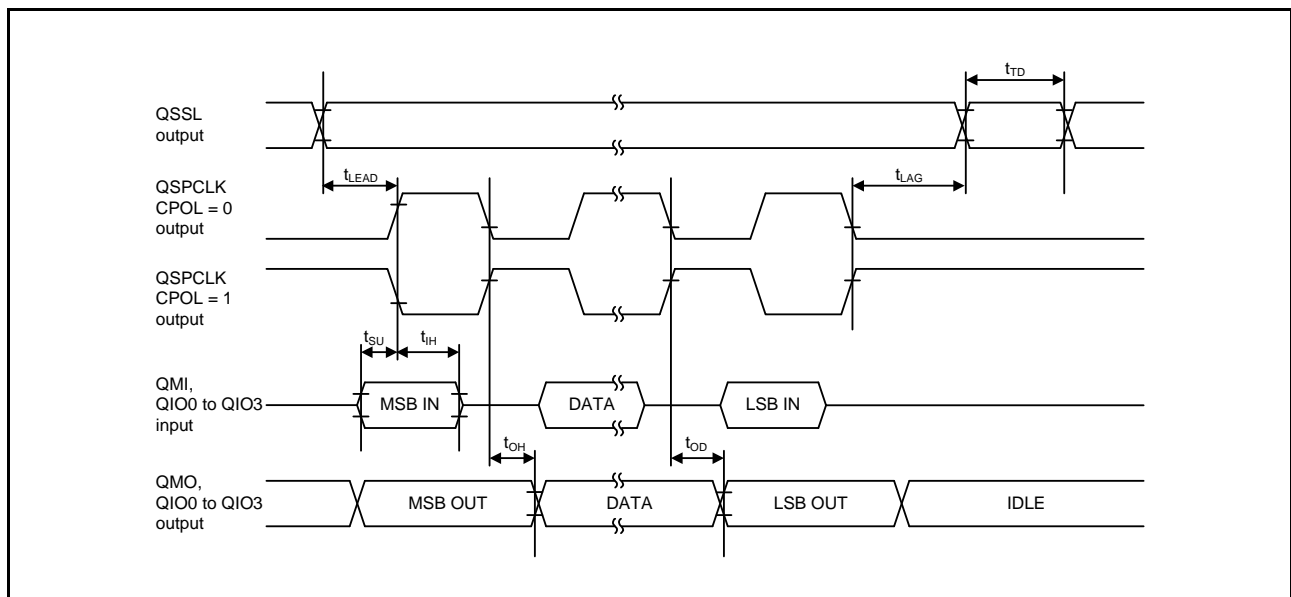 tTD
QSSL
output
tLEAD
tLAG
QSPCLK
CPOL = 0
output
QSPCLK
CPOL = 1
output
tSU
tIH
QMI,
QIO0 to QIO3
input
MSB IN
DATA
LSB IN
tOH
tOD
QMO,
QIO0 to QIO3
output
MSB OUT
DATA
LSB OUT
IDLE